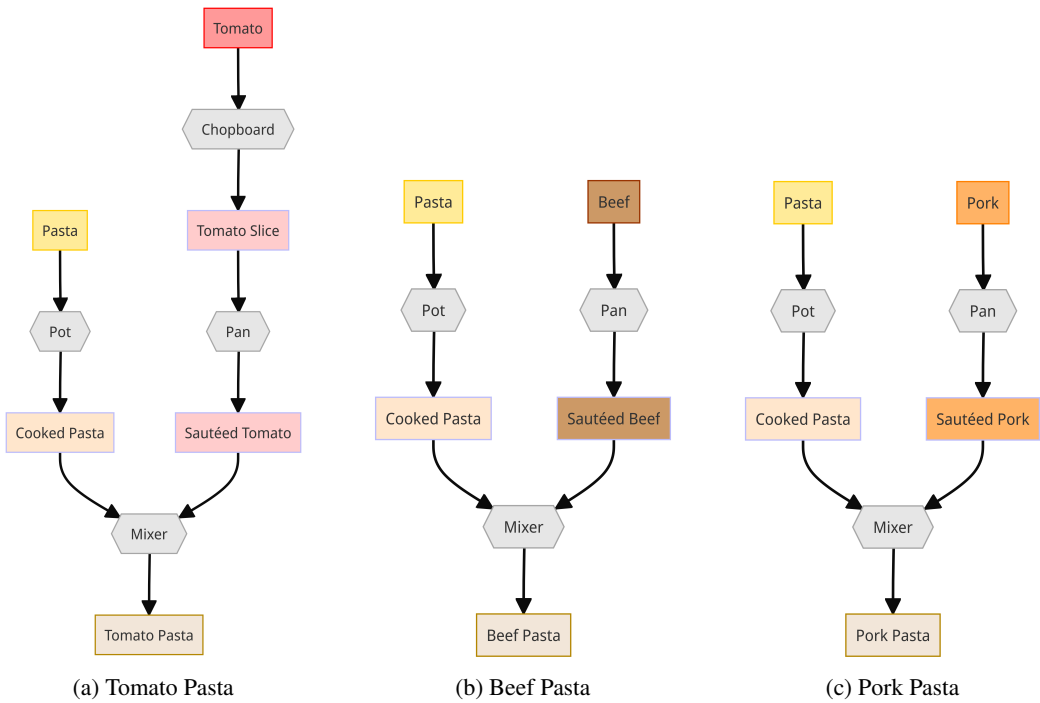 Tomato
Chopboard
Pasta
Tomato Slice
Pot
Pan
Cooked Pasta
Sautéed Tomato
Mixer
Tomato Pasta
(a) Tomato Pasta
Pasta
Beef
Pot
Pan
Cooked Pasta
Sautéed Beef
Mixer
Beef Pasta
(b) Beef Pasta
Pasta
Pork
Pot
Pan
Cooked Pasta
Sautéed Pork
Mixer
Pork Pasta
(c) Pork Pasta